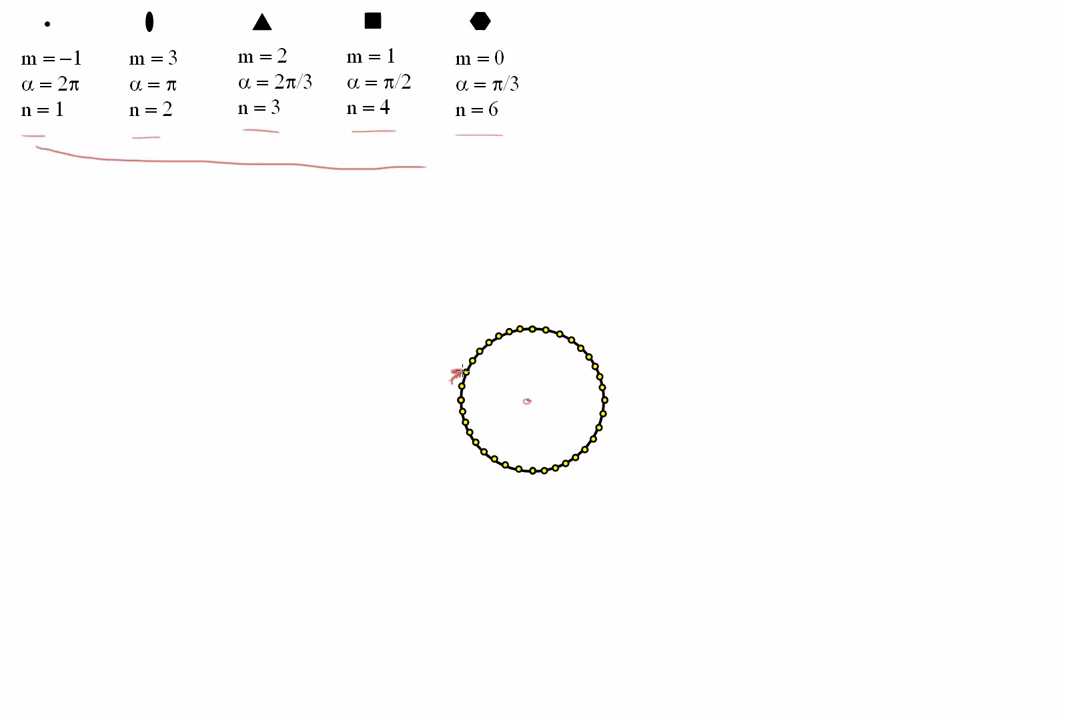 m = −1
α = 2π
n = 1
m = 3
α = π
n = 2
m = 2
α = 2π/3
n = 3
m = 1
α = π/2
n = 4
m = 0
α = π/3
n = 6